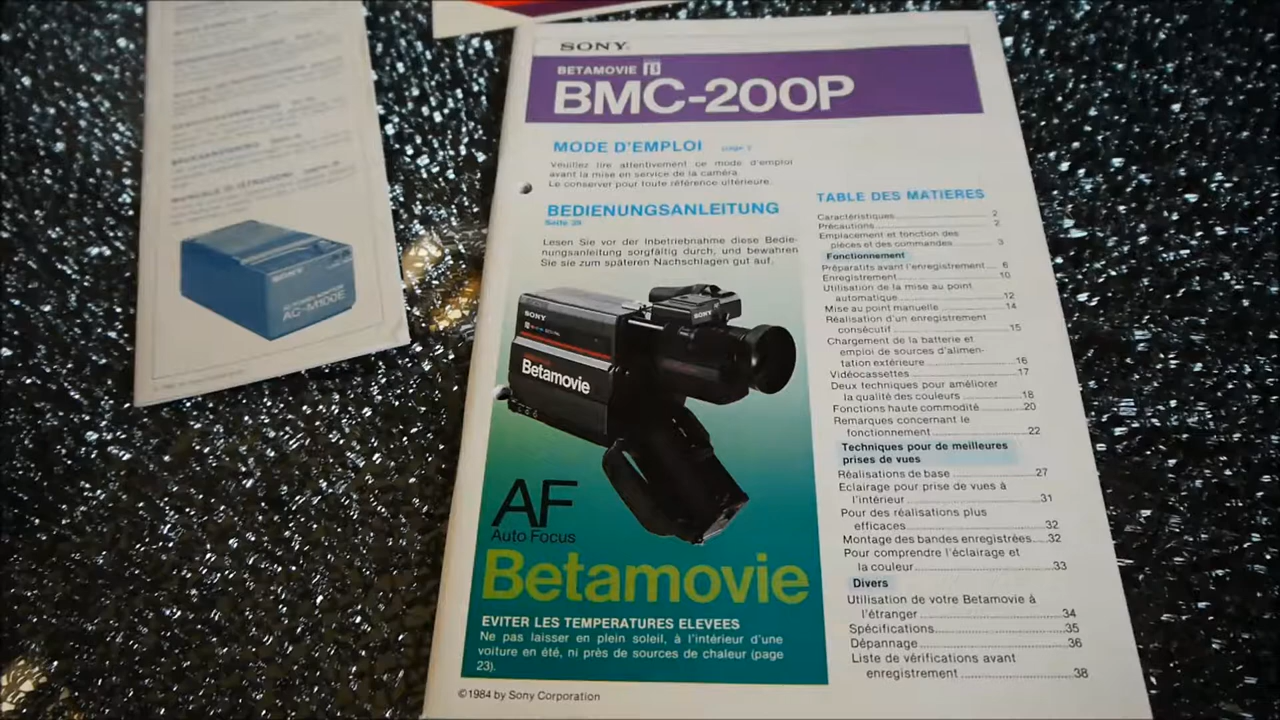 SONY
AC-M100E
SONY®
BETAMOVIE
BMC-200P
MODE D'EMPLOI page 2
Veuillez lire attentivement ce mode d'emploi
avant la mise en service de la caméra.
Le conserver pour toute référence ultérieure.
BEDIENUNGSANLEITUNG
Seite 39
Lesen Sie vor der Inbetriebnahme diese Bedie-
nungsanleitung sorgfältig durch, und bewahren
Sie sie zum späteren Nachschlagen gut auf.
SONY
SONY
Betamovie
AF
Auto Focus
Betamovie
EVITER LES TEMPERATURES ELEVEES
Ne pas laisser en plein soleil, à l'intérieur d'une
voiture en été, ni près de sources de chaleur (page
23).
©1984 by Sony Corporation
TABLE DES MATIERES
Caractéristiques 2
Précautions 2
Emplacement et fonction des
pièces et des commandes 3
Fonctionnement
Préparatifs avant l'enregistrement 6
Enregistrement 10
Utilisation de la mise au point
automatique 12
Mise au point manuelle 14
Réalisation d'un enregistrement
consécutif 15
Chargement de la batterie et
emploi de sources d'alimen-
tation extérieure 16
Vidéocassettes 17
Deux techniques pour améliorer
la qualité des couleurs 18
Fonctions haute commodité 20
Remarques concernant le
fonctionnement 22
Techniques pour de meilleures
prises de vues
Réalisations de base 27
Eclairage pour prise de vues à
l'intérieur 31
Pour des réalisations plus
efficaces 32
Montage des bandes enregistrées 32
Pour comprendre l'éclairage et
la couleur 33
Divers
Utilisation de votre Betamovie à
l'étranger 34
Spécifications 35
Dépannage 36
Liste de vérifications avant
enregistrement 38